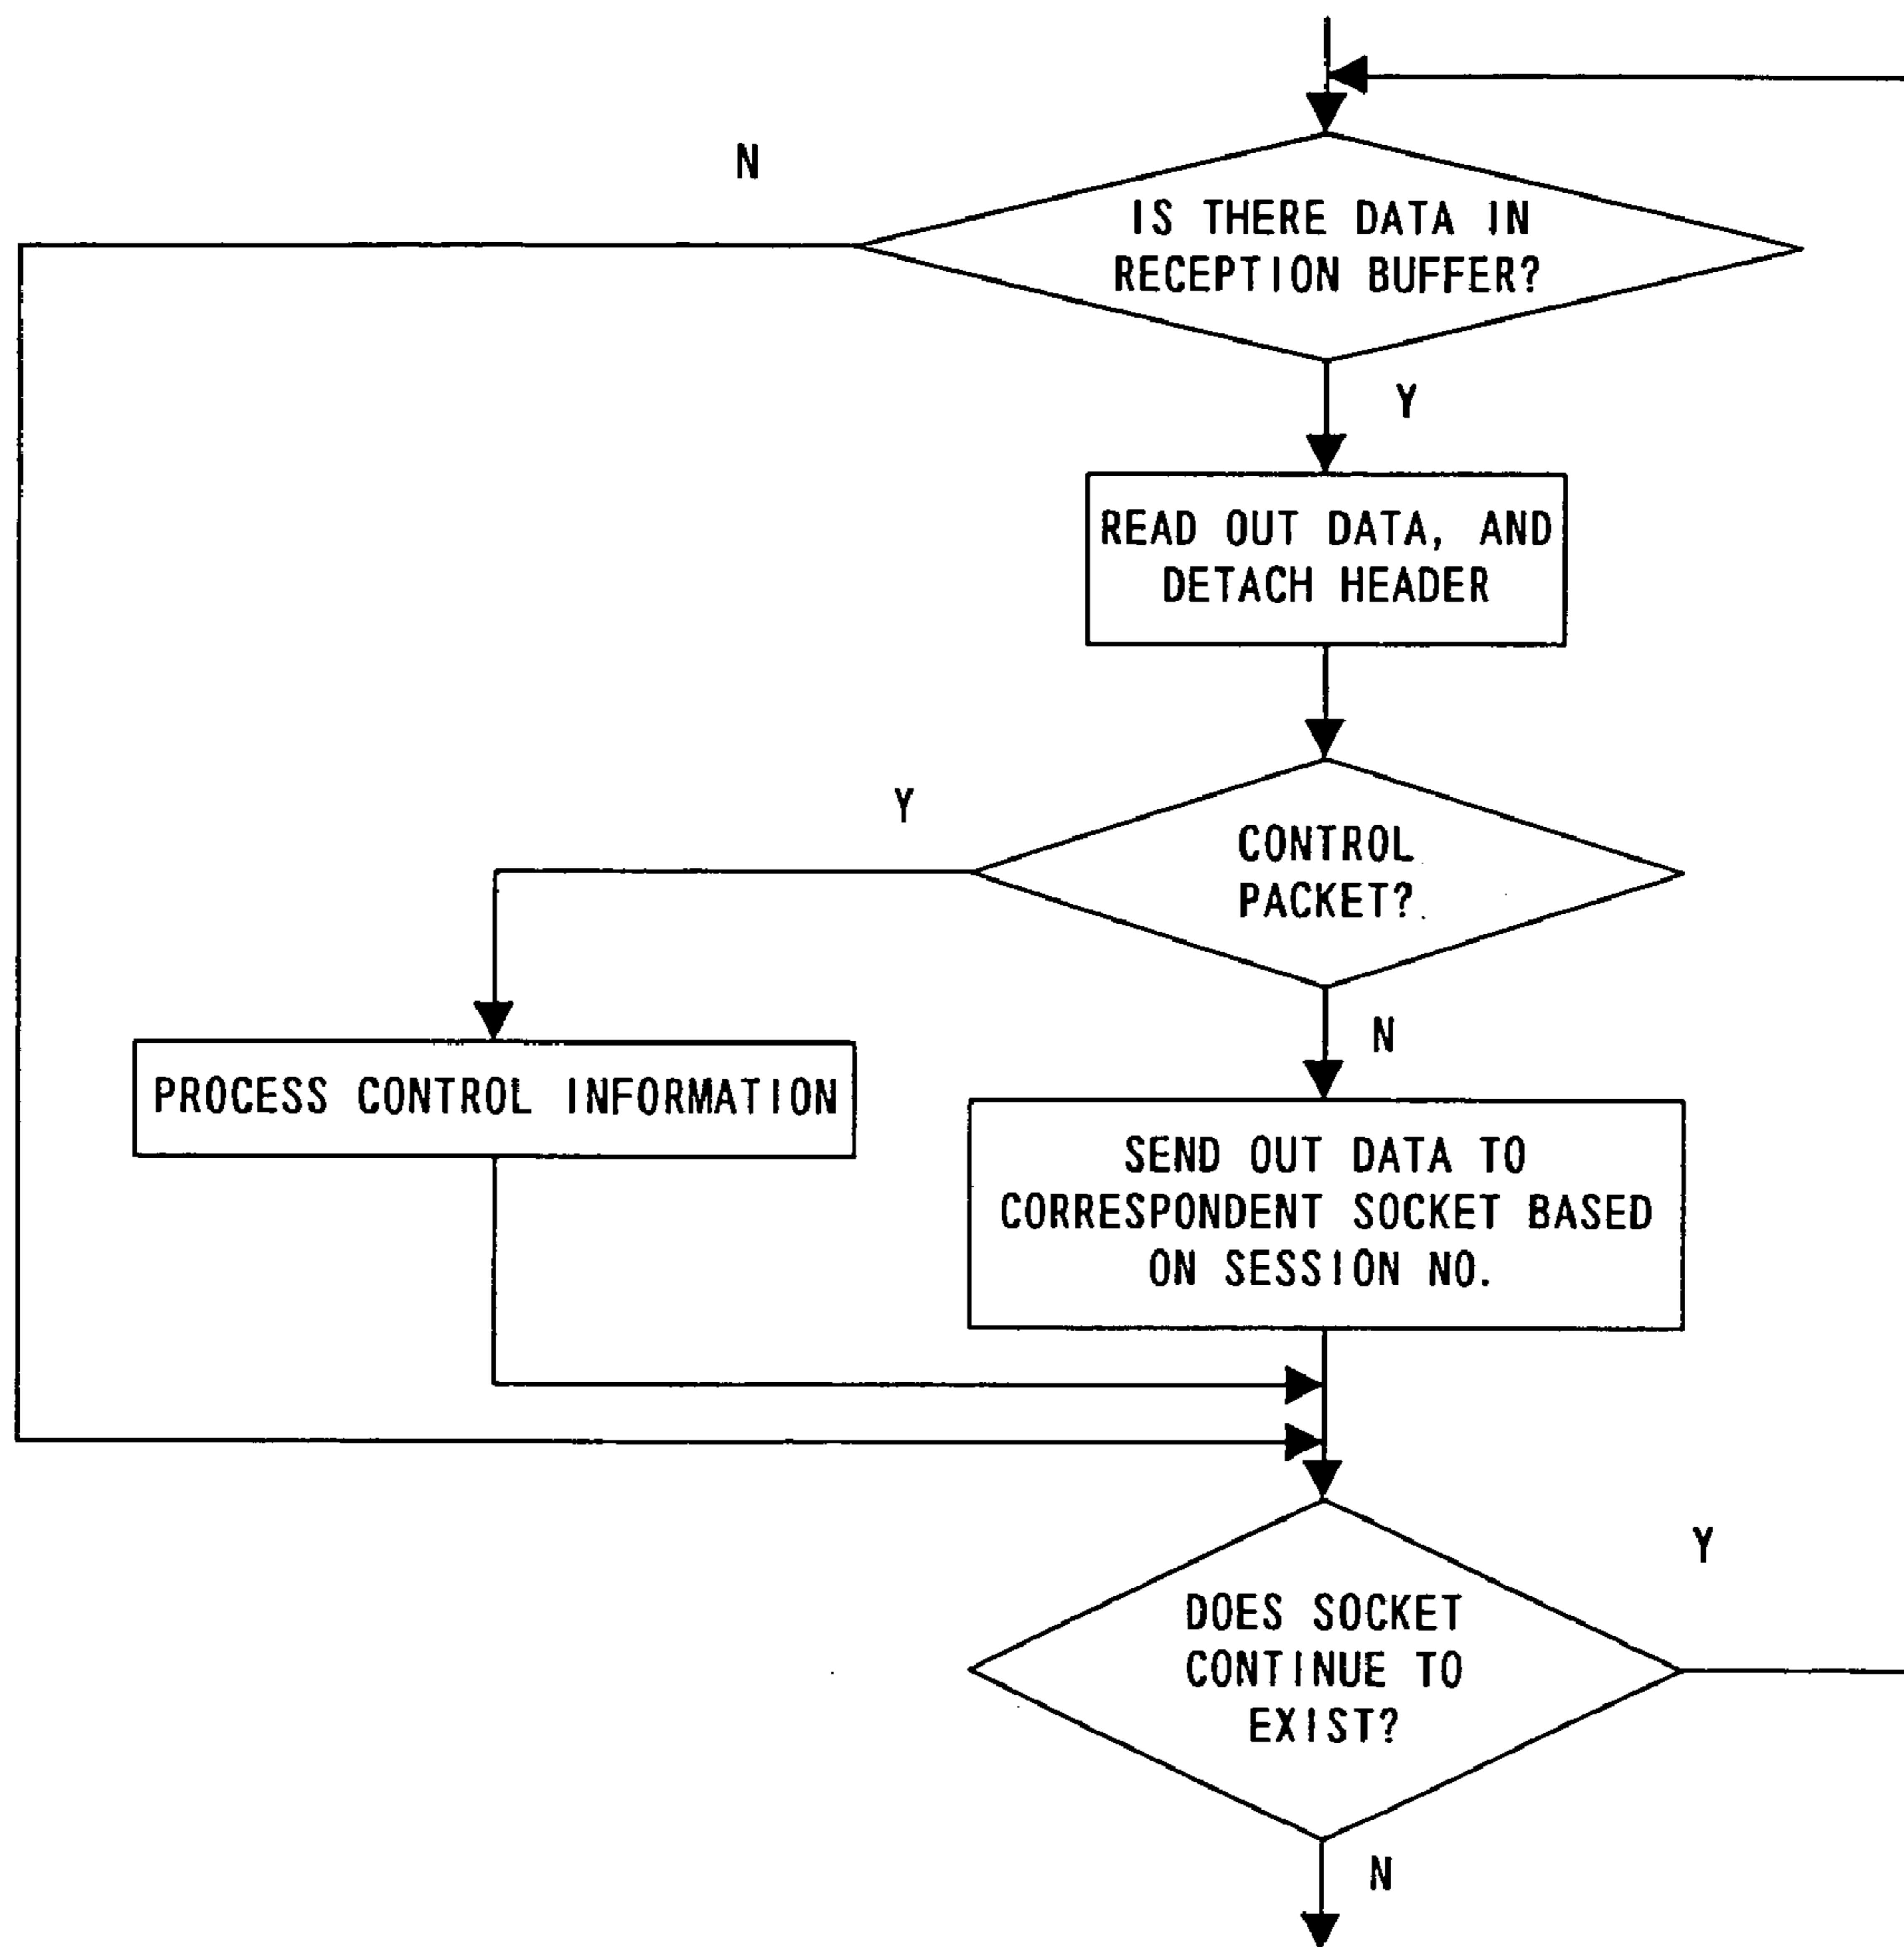 N
IS THERE DATA IN
RECEPTION BUFFER?
Y
READ OUT DATA, AND
DETACH HEADER
Y
CONTROL
PACKET?
N
PROCESS CONTROL INFORMATION
SEND OUT DATA TO
CORRESPONDENT SOCKET BASED
ON SESSION NO.
Y
DOES SOCKET
CONTINUE TO
EXIST?
N